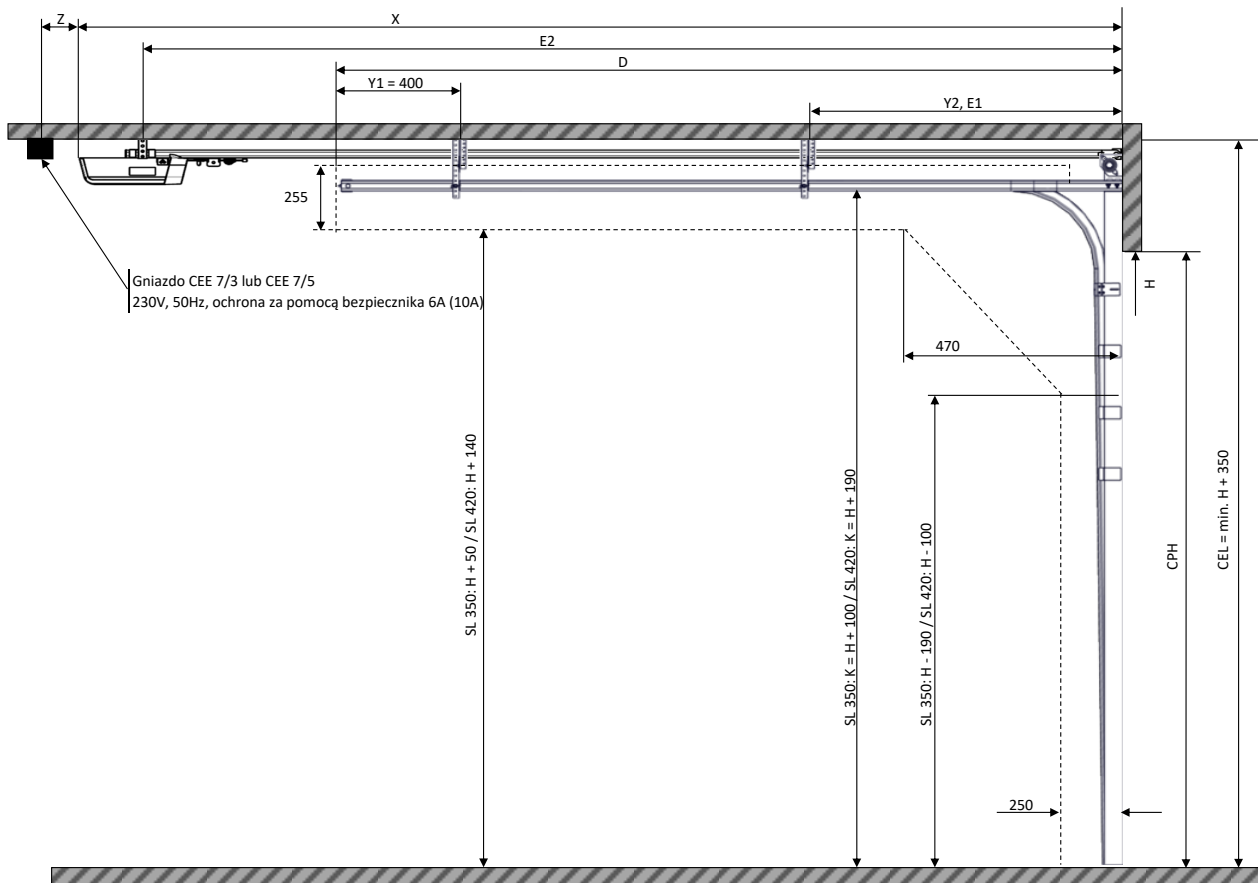 Z
X
E2
D
Y1 = 400
Y2, E1
255
Gniazdo CEE 7/3 lub CEE 7/5
230V, 50Hz, ochrona za pomocą bezpiecznika 6A (10A)
H
470
SL 350: H + 50 / SL 420: H + 140
SL 350: K = H + 100 / SL 420: K = H + 190
SL 350: H - 190 / SL 420: H - 100
CPH
CEL = min. H + 350
250